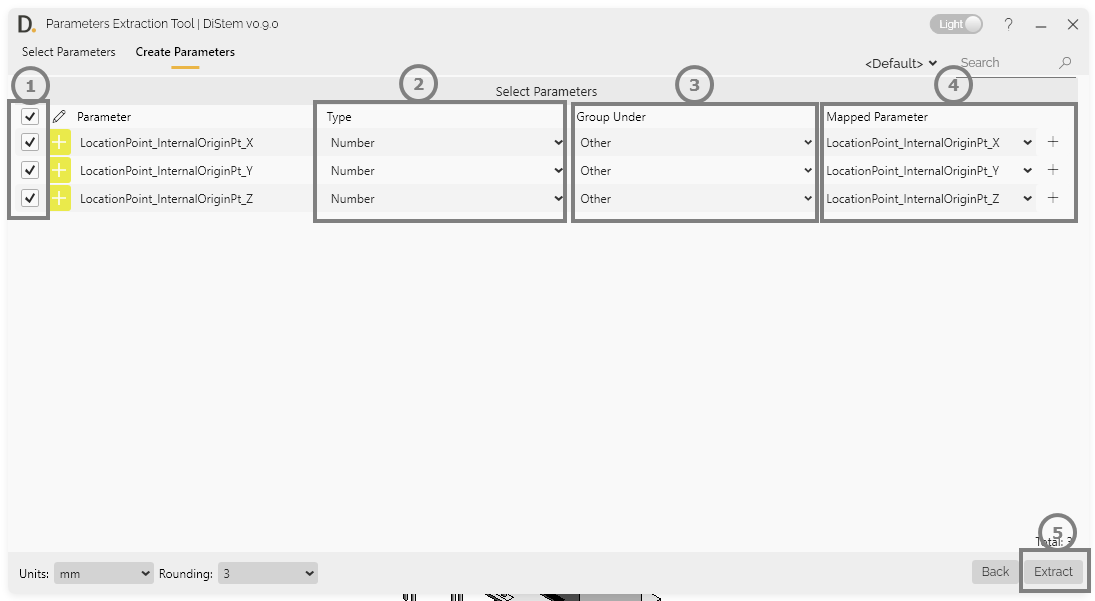 D. Parameters Extraction Tool | DiStem v0.9.0 Light ?
Select Parameters Create Parameters
<Default> Search
1 2 3 4
Select Parameters
Parameter Type Group Under Mapped Parameter
LocationPoint_InternalOriginPt_X Number Other LocationPoint_InternalOriginPt_X
LocationPoint_InternalOriginPt_Y Number Other LocationPoint_InternalOriginPt_Y
LocationPoint_InternalOriginPt_Z Number Other LocationPoint_InternalOriginPt_Z
5
Total: 3
Units: mm Rounding: 3 Back Extract